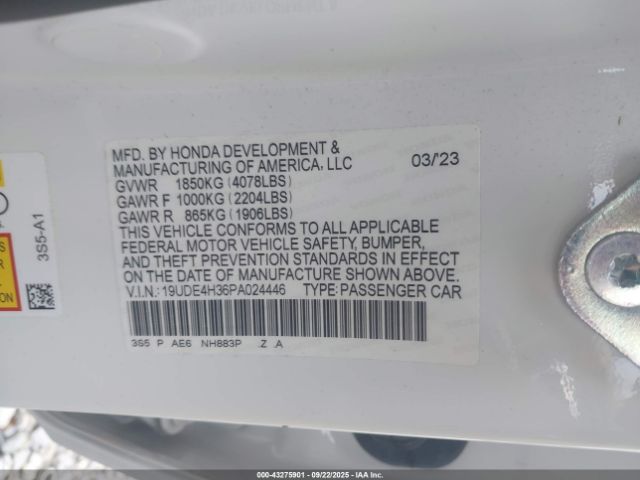 MFD. BY HONDA DEVELOPMENT &
MANUFACTURING OF AMERICA, LLC 03/'23
GVWR 1850KG (4078LBS)
GAWR F 1000KG (2204LBS)
GAWR R 865KG (1906LBS)
THIS VEHICLE CONFORMS TO ALL APPLICABLE
FEDERAL MOTOR VEHICLE SAFETY, BUMPER,
AND THEFT PREVENTION STANDARDS IN EFFECT
ON THE DATE OF MANUFACTURE SHOWN ABOVE.
V.I.N.: 19UDE4H36PA024446 TYPE: PASSENGER CAR
3S5 P AE6 NH883P .Z .A
3S5-A1
000-43275901 - 09/22/2025 - IAAI, Inc.